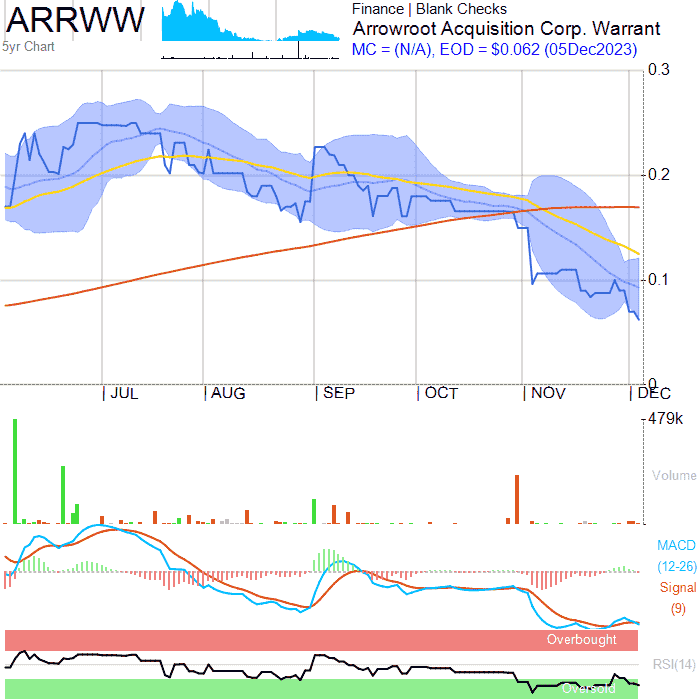 ARRWW
5yr Chart
Finance | Blank Checks
Arrowroot Acquisition Corp. Warrant
MC = (N/A), EOD = $0.062 (05Dec2023)
0.3
0.2
0.1
0
| JUL
| AUG
| SEP
| OCT
| NOV
| DEC
479k
Volume
MACD
(12-26)
Signal
(9)
Overbought
RSI(14)
Oversold